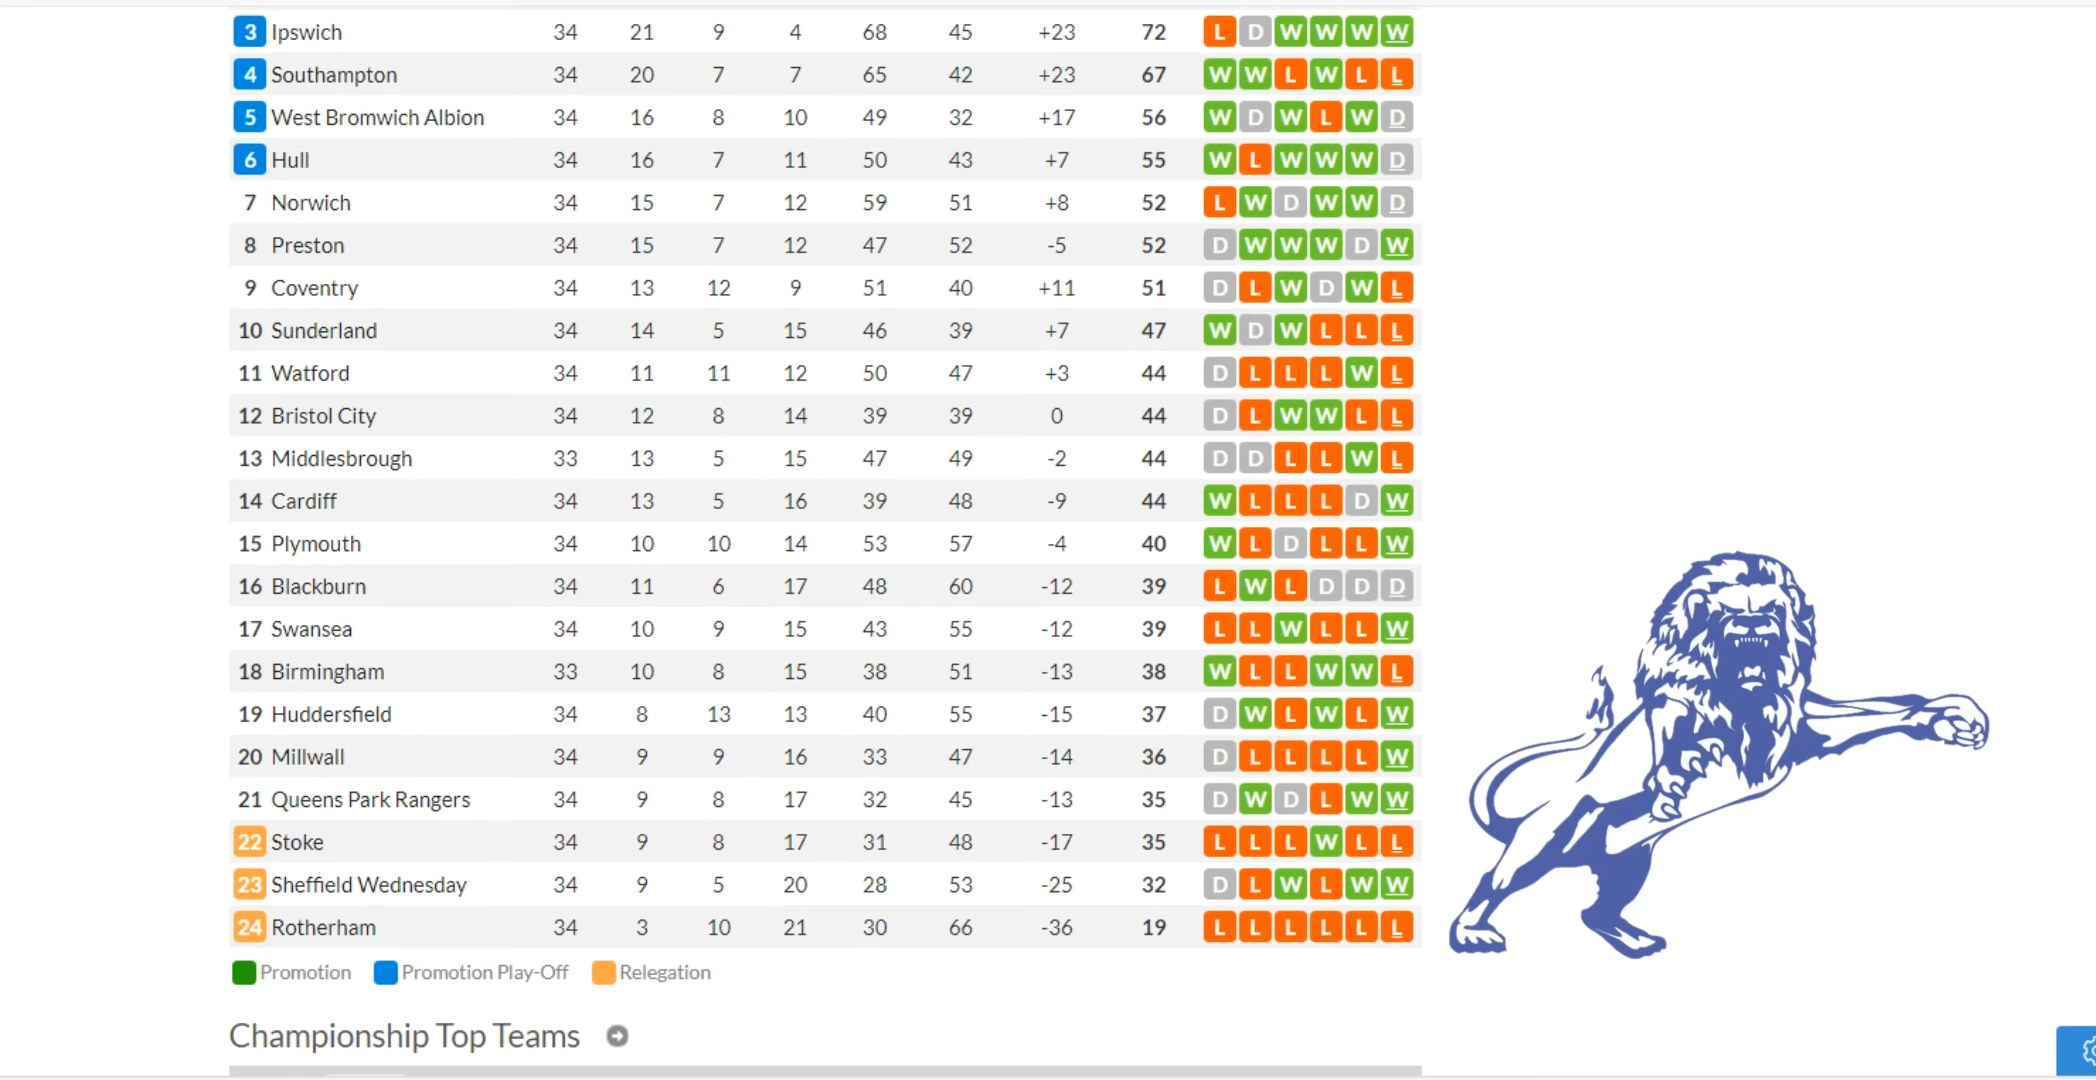 3 Ipswich 34 21 9 4 68 45 +23 72 L D W W W W
4 Southampton 34 20 7 7 65 42 +23 67 W W L W L L
5 West Bromwich Albion 34 16 8 10 49 32 +17 56 W D W L W D
6 Hull 34 16 7 11 50 43 +7 55 W L W W W D
7 Norwich 34 15 7 12 59 51 +8 52 L W D W W D
8 Preston 34 15 7 12 47 52 -5 52 D W W W D W
9 Coventry 34 13 12 9 51 40 +11 51 D L W D W L
10 Sunderland 34 14 5 15 46 39 +7 47 W D W L L L
11 Watford 34 11 11 12 50 47 +3 44 D L L L W L
12 Bristol City 34 12 8 14 39 39 0 44 D L W W L L
13 Middlesbrough 33 13 5 15 47 49 -2 44 D D L L W L
14 Cardiff 34 13 5 16 39 48 -9 44 W L L L D W
15 Plymouth 34 10 10 14 53 57 -4 40 W L D L L W
16 Blackburn 34 11 6 17 48 60 -12 39 L W L D D D
17 Swansea 34 10 9 15 43 55 -12 39 L L W L L W
18 Birmingham 33 10 8 15 38 51 -13 38 W L L W W L
19 Huddersfield 34 8 13 13 40 55 -15 37 D W L W L W
20 Millwall 34 9 9 16 33 47 -14 36 D L L L L W
21 Queens Park Rangers 34 9 8 17 32 45 -13 35 D W D L W W
22 Stoke 34 9 8 17 31 48 -17 35 L L L W L L
23 Sheffield Wednesday 34 9 5 20 28 53 -25 32 D L W L W W
24 Rotherham 34 3 10 21 30 66 -36 19 L L L L L L
Promotion Promotion Play-Off Relegation
Championship Top Teams